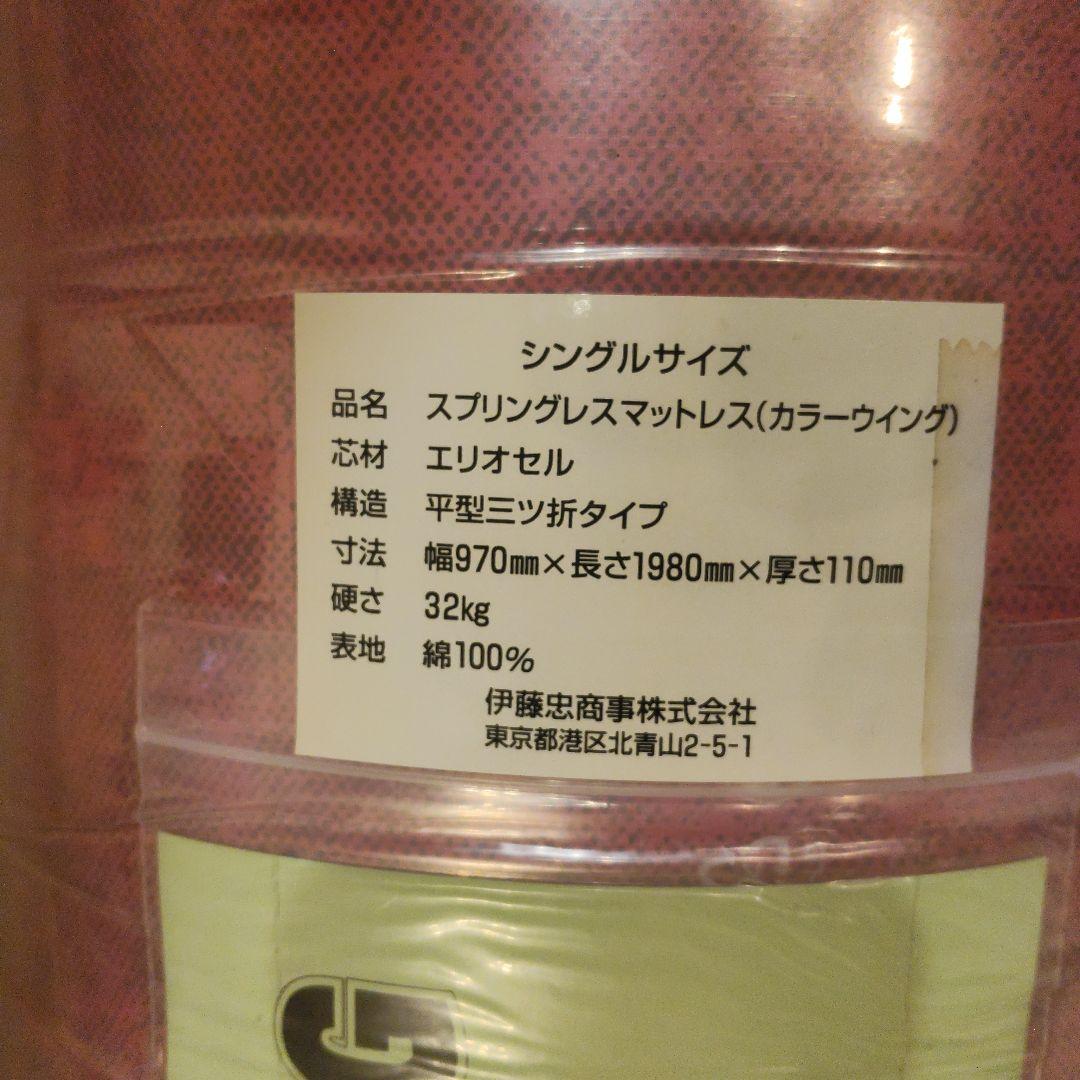 シングルサイズ
品名 スプリングレスマットレス(カラーウイング)
芯材 エリオセル
構造 平型三ツ折タイプ
寸法 幅970㎜×長さ1980㎜×厚さ110㎜
硬さ 32kg
表地 綿100%
伊藤忠商事株式会社
東京都港区北青山2-5-1